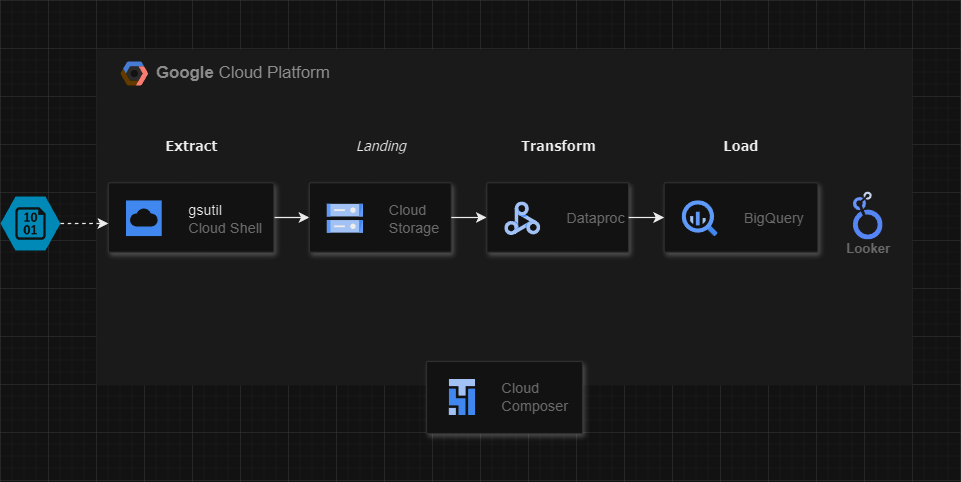 Google Cloud Platform
Extract
Landing
Transform
Load
10
01
gsutil
Cloud Shell
Cloud
Storage
Dataproc
BigQuery
Looker
Cloud
Composer